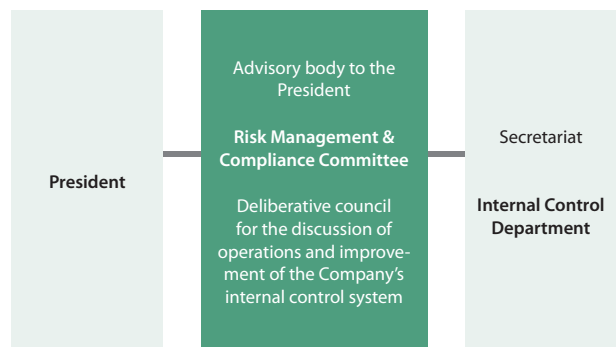 President
Advisory body to the
President
Risk Management &
Compliance Committee
Deliberative council
for the discussion of
operations and improve-
ment of the Company's
internal control system
Secretariat
Internal Control
Department